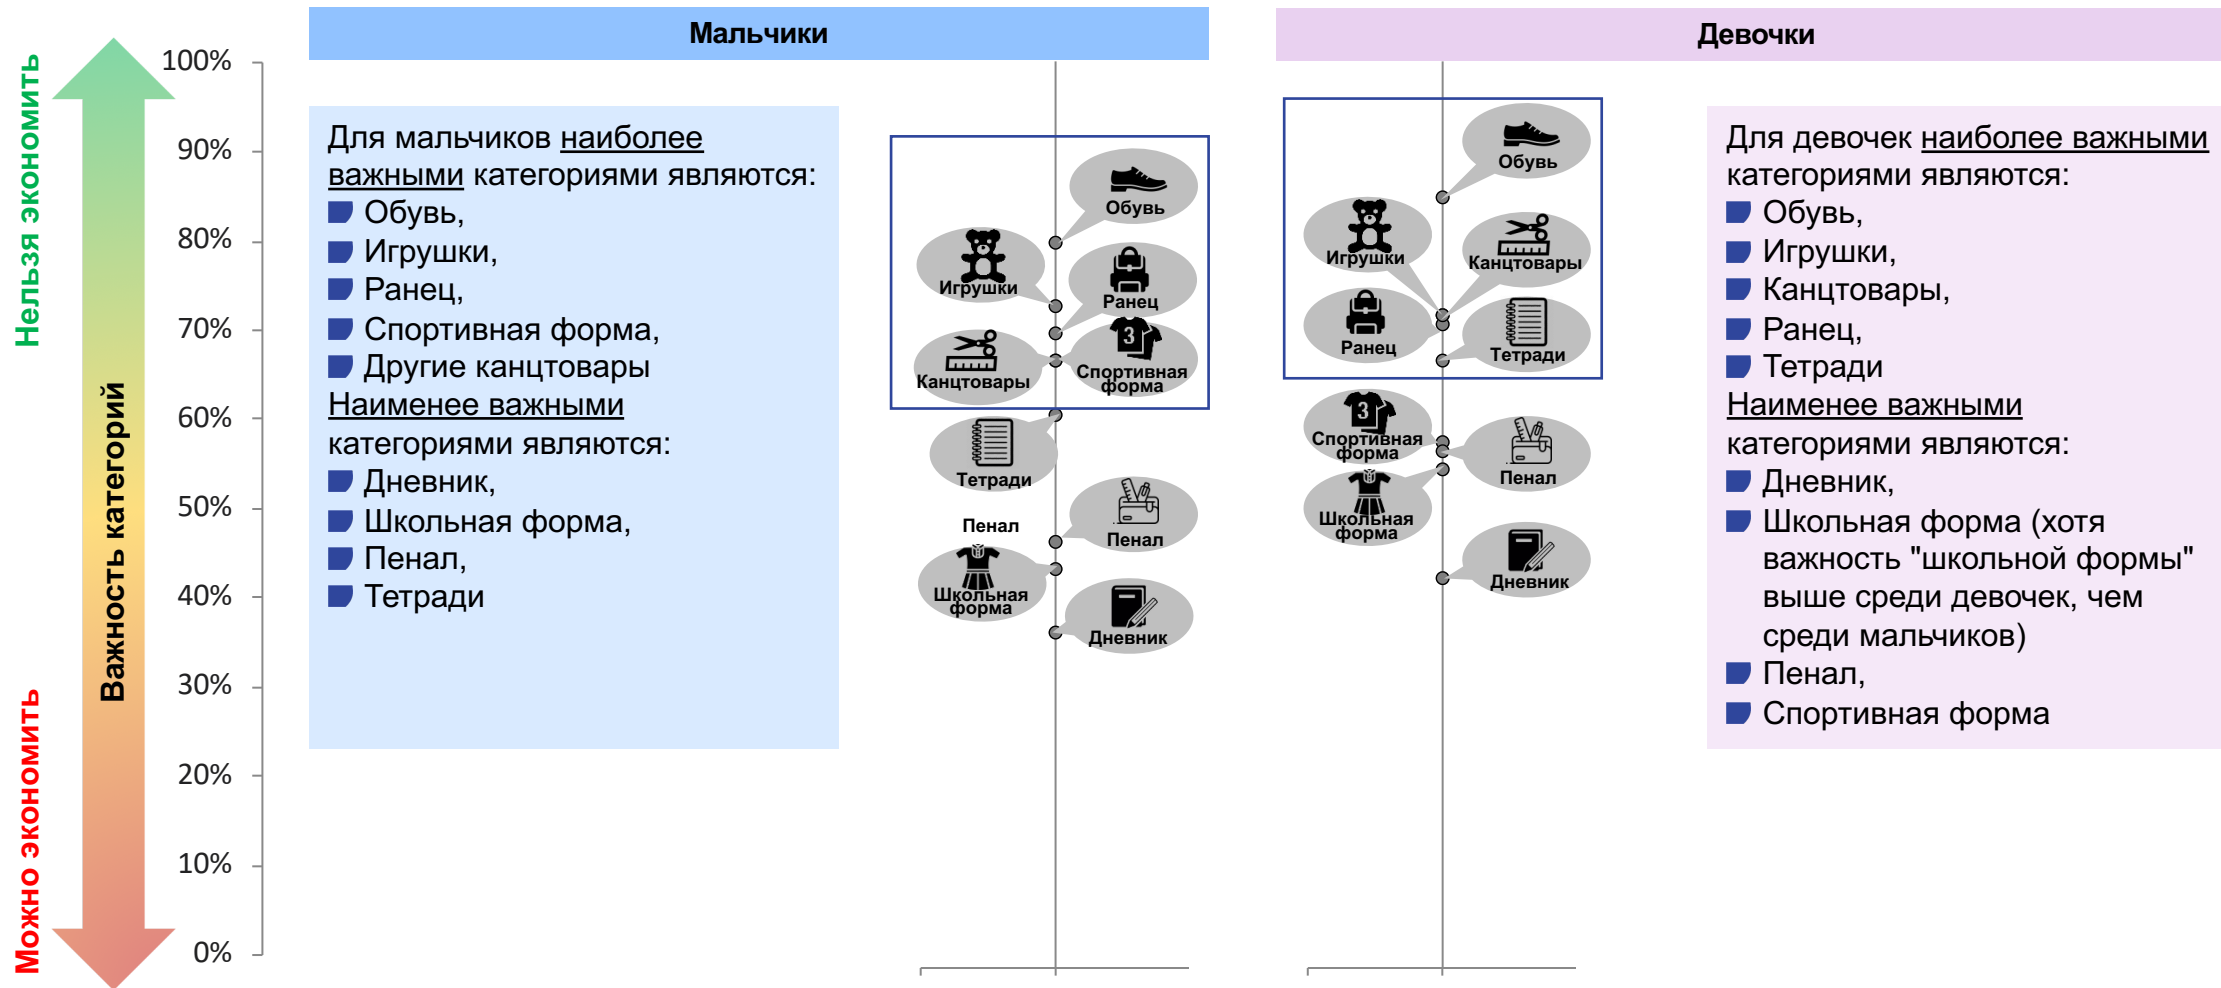 Мальчики
Девочки
Нельзя экономить
Важность категорий
Можно экономить
100%
90%
80%
70%
60%
50%
40%
30%
20%
10%
0%
Для мальчиков наиболее
важными категориями являются:
Обувь,
Игрушки,
Ранец,
Спортивная форма,
Другие канцтовары
Наименее важными
категориями являются:
Дневник,
Школьная форма,
Пенал,
Тетради
Обувь
Игрушки
Ранец
3
Канцтовары
Спортивная
форма
Тетради
Пенал
Пенал
Школьная
форма
Дневник
Обувь
Игрушки
Канцтовары
Ранец
Тетради
3
Спортивная
форма
Пенал
Школьная
форма
Дневник
Для девочек наиболее важными
категориями являются:
Обувь,
Игрушки,
Канцтовары,
Ранец,
Тетради
Наименее важными
категориями являются:
Дневник,
Школьная форма (хотя
важность "школьной формы"
выше среди девочек, чем
среди мальчиков)
Пенал,
Спортивная форма